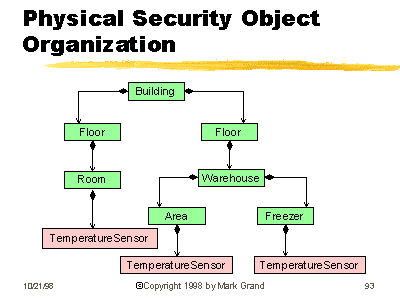 Physical Security Object
Organization
Building
Floor Floor
Room Warehouse
Area Freezer
TemperatureSensor
TemperatureSensor TemperatureSensor
10/21/98 ©Copyright 1998 by Mark Grand 93